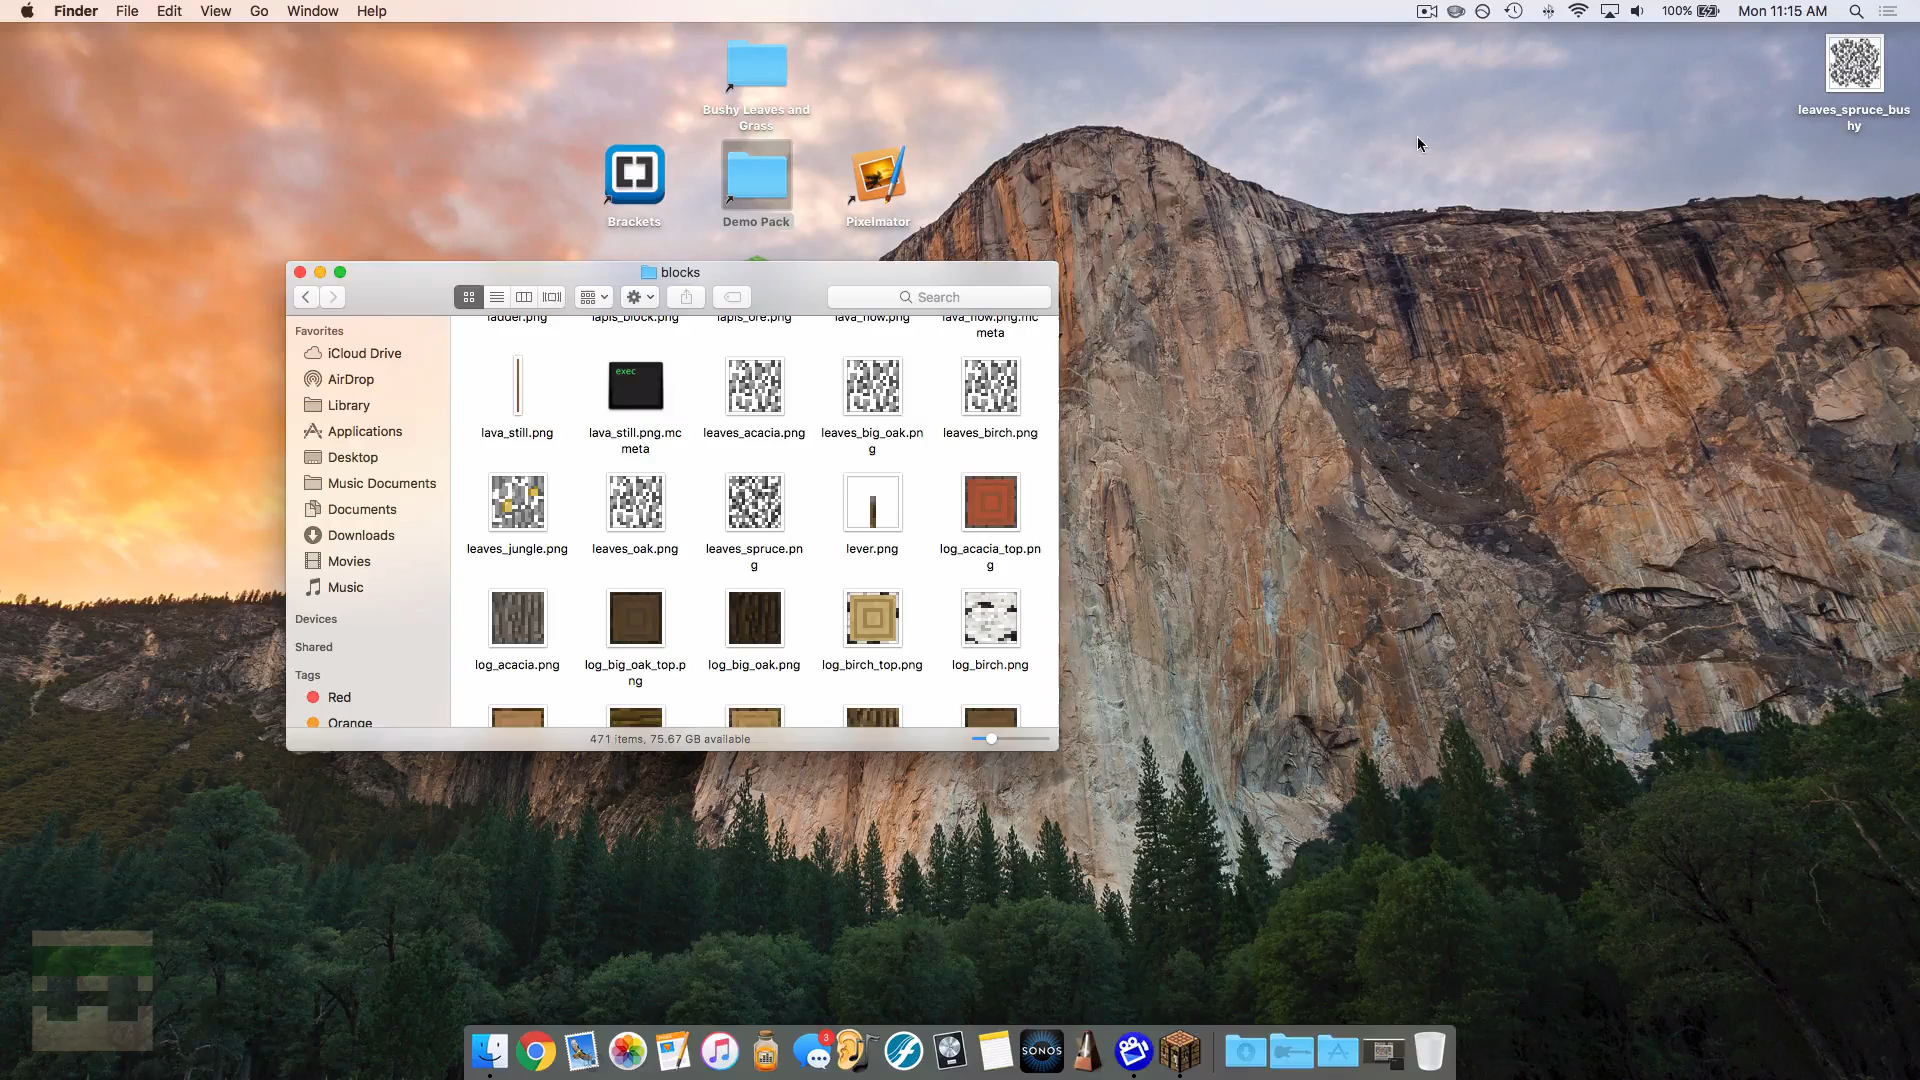 Finder File Edit View Go Window Help
100% Mon 11:15 AM
Bushy Leaves and
Grass
leaves_spruce_bus
hy
Brackets
Demo Pack
Pixelmator
blocks
Search
Favorites
iCloud Drive
AirDrop
Library
Applications
Desktop
Music Documents
Documents
Downloads
Movies
Music
Devices
Shared
Tags
Red
Orange
ladder.png lapis_block.png lapis_ore.png lava_flow.png lava_flow.png.mc
meta
exec
lava_still.png lava_still.png.mc leaves_acacia.png leaves_big_oak.pn leaves_birch.png
meta g
leaves_jungle.png leaves_oak.png leaves_spruce.pn lever.png log_acacia_top.pn
g g
log_acacia.png log_big_oak_top.p log_big_oak.png log_birch_top.png log_birch.png
ng
471 items, 75.67 GB available
3
SONOS